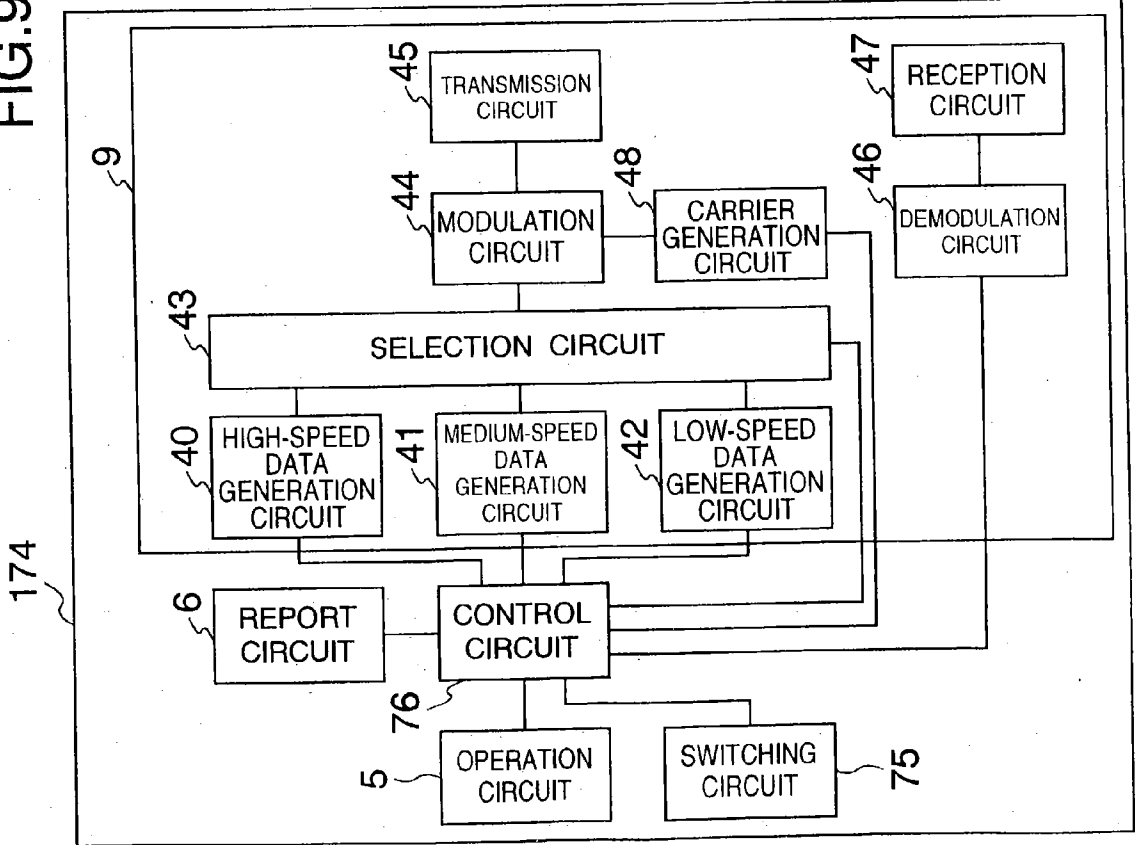 FIG.9
174
9
45
TRANSMISSION
CIRCUIT
47
RECEPTION
CIRCUIT
44
MODULATION
CIRCUIT
48
CARRIER
GENERATION
CIRCUIT
46
DEMODULATION
CIRCUIT
43
SELECTION CIRCUIT
40
HIGH-SPEED
DATA
GENERATION
CIRCUIT
41
MEDIUM-SPEED
DATA
GENERATION
CIRCUIT
42
LOW-SPEED
DATA
GENERATION
CIRCUIT
6
REPORT
CIRCUIT
CONTROL
CIRCUIT
76
5
OPERATION
CIRCUIT
SWITCHING
CIRCUIT
75